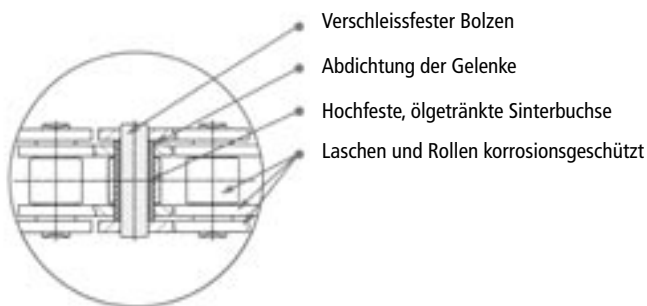 Verschleissfester Bolzen
Abdichtung der Gelenke
Hochfeste, ölgetränkte Sinterbuchse
Laschen und Rollen korrosionsgeschützt